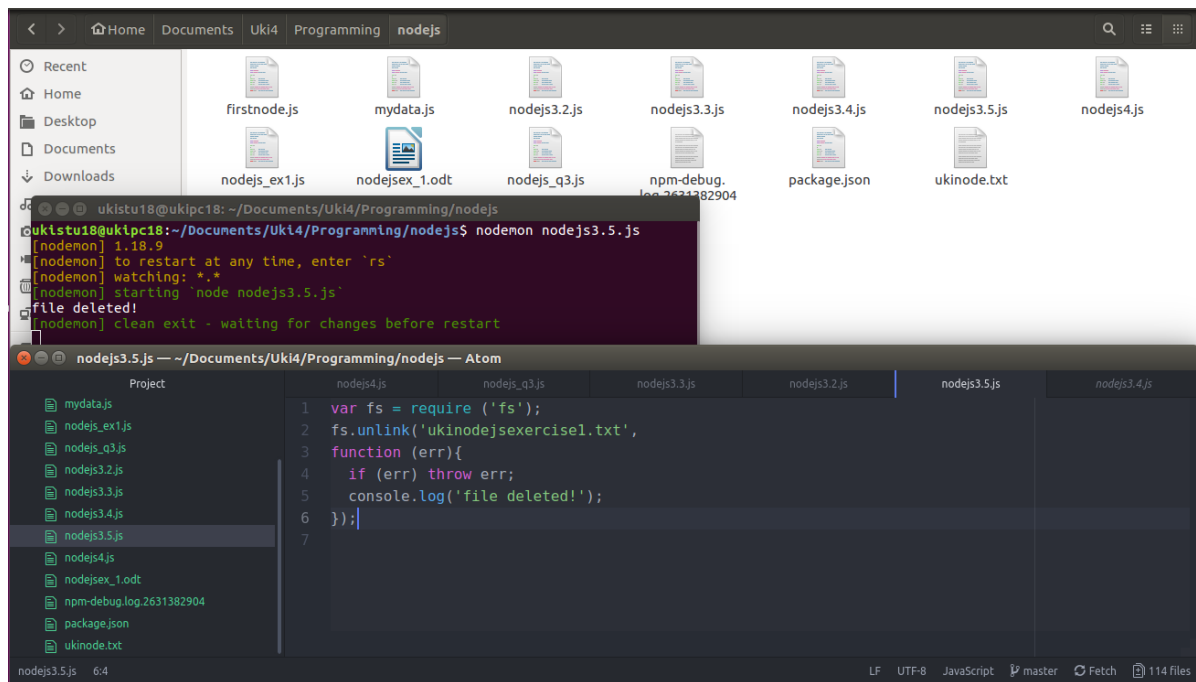 Home Documents Uki4 Programming nodejs
Recent
Home
Desktop
Documents
Downloads
firstnode.js mydata.js nodejs3.2.js nodejs3.3.js nodejs3.4.js nodejs3.5.js nodejs4.js
nodejs_ex1.js nodejsex_1.odt nodejs_q3.js npm-debug. package.json ukinode.txt
log.2631382904
ukistu18@ukipc18: ~/Documents/Uki4/Programming/nodejs
ukistu18@ukipc18:~/Documents/Uki4/Programming/nodejs$ nodemon nodejs3.5.js
[nodemon] 1.18.9
[nodemon] to restart at any time, enter `rs`
[nodemon] watching: *.*
[nodemon] starting `node nodejs3.5.js`
file deleted!
[nodemon] clean exit - waiting for changes before restart
nodejs3.5.js — ~/Documents/Uki4/Programming/nodejs — Atom
Project
mydata.js
nodejs_ex1.js
nodejs_q3.js
nodejs3.2.js
nodejs3.3.js
nodejs3.4.js
nodejs3.5.js
nodejs4.js
nodejsex_1.odt
npm-debug.log.2631382904
package.json
ukinode.txt
nodejs4.js nodejs_q3.js nodejs3.3.js nodejs3.2.js nodejs3.5.js nodejs3.4.js
1 var fs = require ('fs');
2 fs.unlink('ukinodejsexercise1.txt',
3 function (err){
4 if (err) throw err;
5 console.log('file deleted!');
6 });
7
nodejs3.5.js 6:4 LF UTF-8 JavaScript master Fetch 114 files